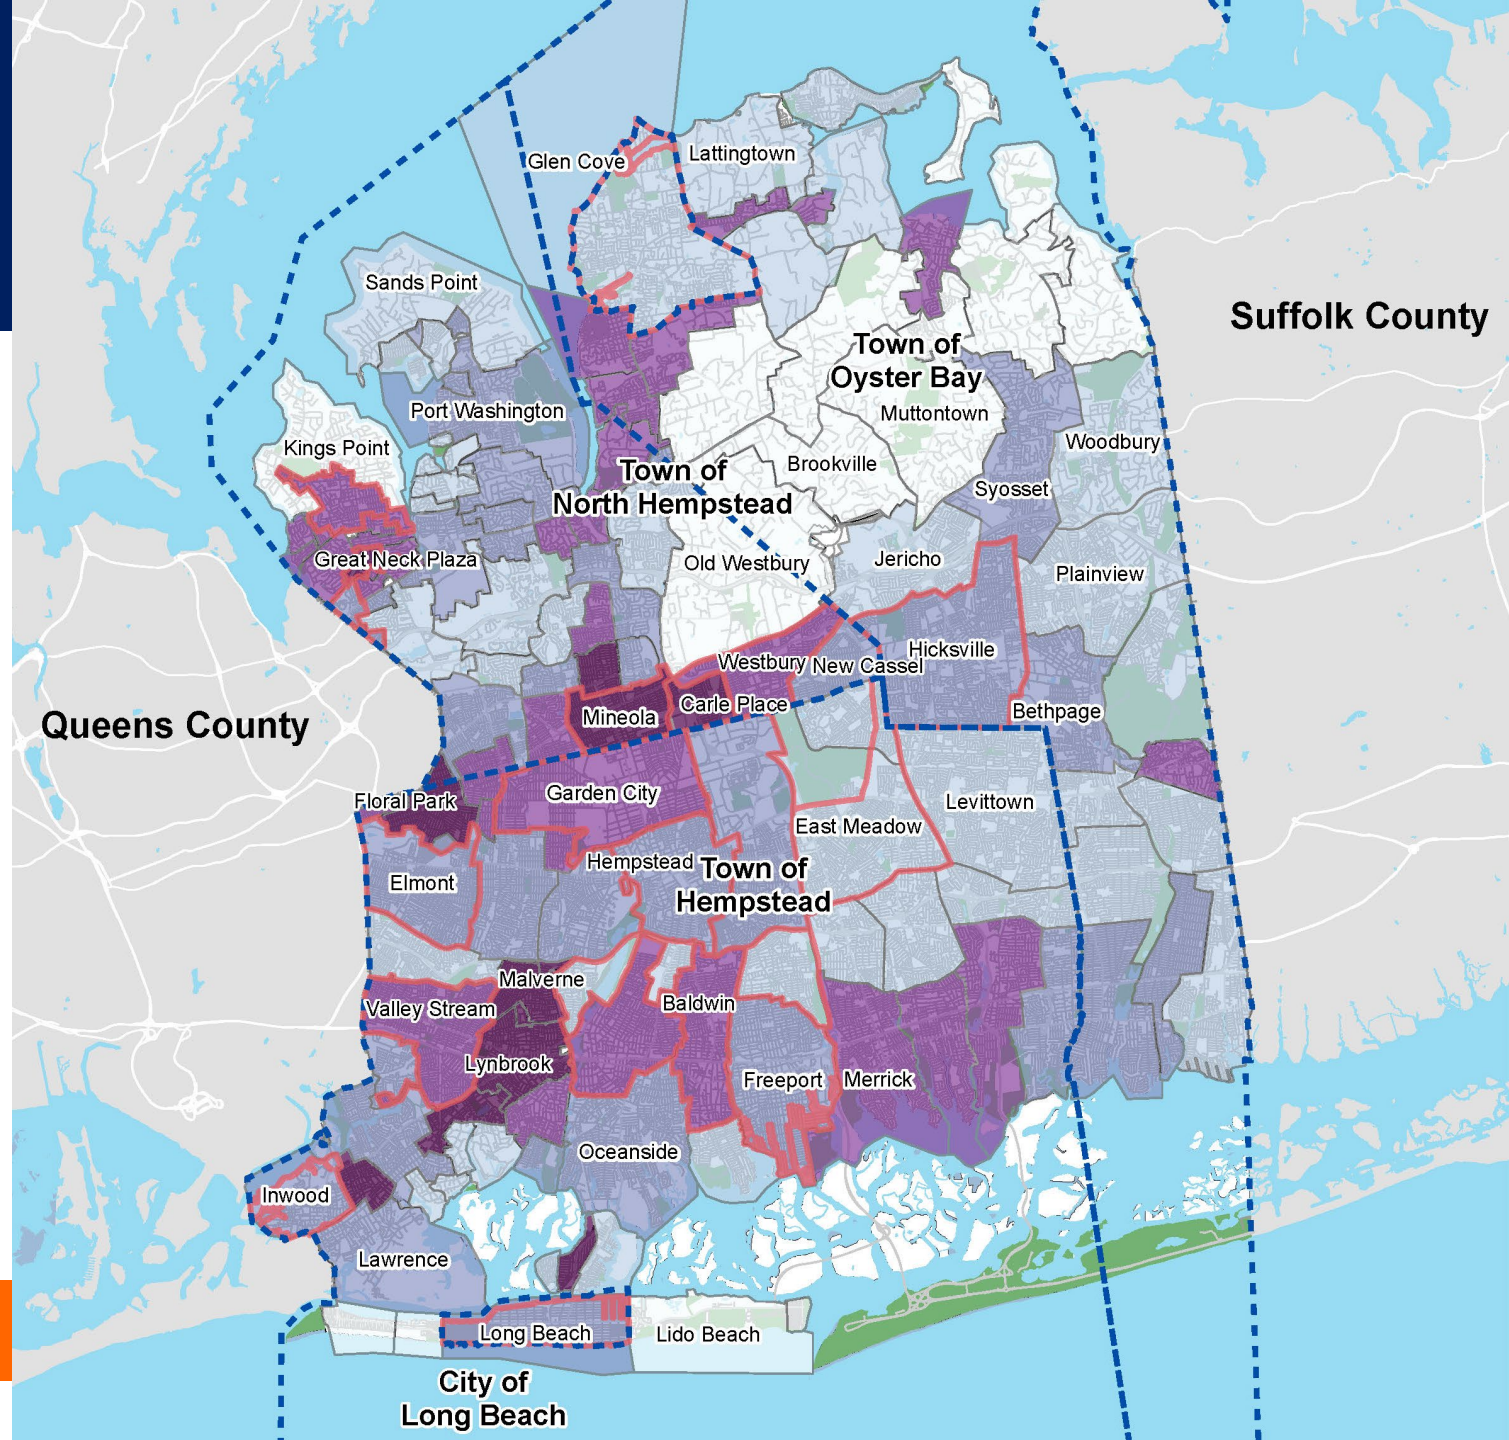 Glen Cove
Lattingtown
Sands Point
Suffolk County
Town of
Oyster Bay
Port Washington
Muttontown
Kings Point
Woodbury
Brookville
Town of
North Hempstead
Syosset
Great Neck Plaza
Old Westbury
Jericho
Plainview
Hicksville
Westbury
New Cassel
Carle Place
Bethpage
Mineola
Queens County
Garden City
Floral Park
Levittown
East Meadow
Hempstead
Town of
Hempstead
Elmont
Malverne
Valley Stream
Baldwin
Lynbrook
Freeport
Merrick
Oceanside
Inwood
Lawrence
Long Beach
Lido Beach
City of
Long Beach